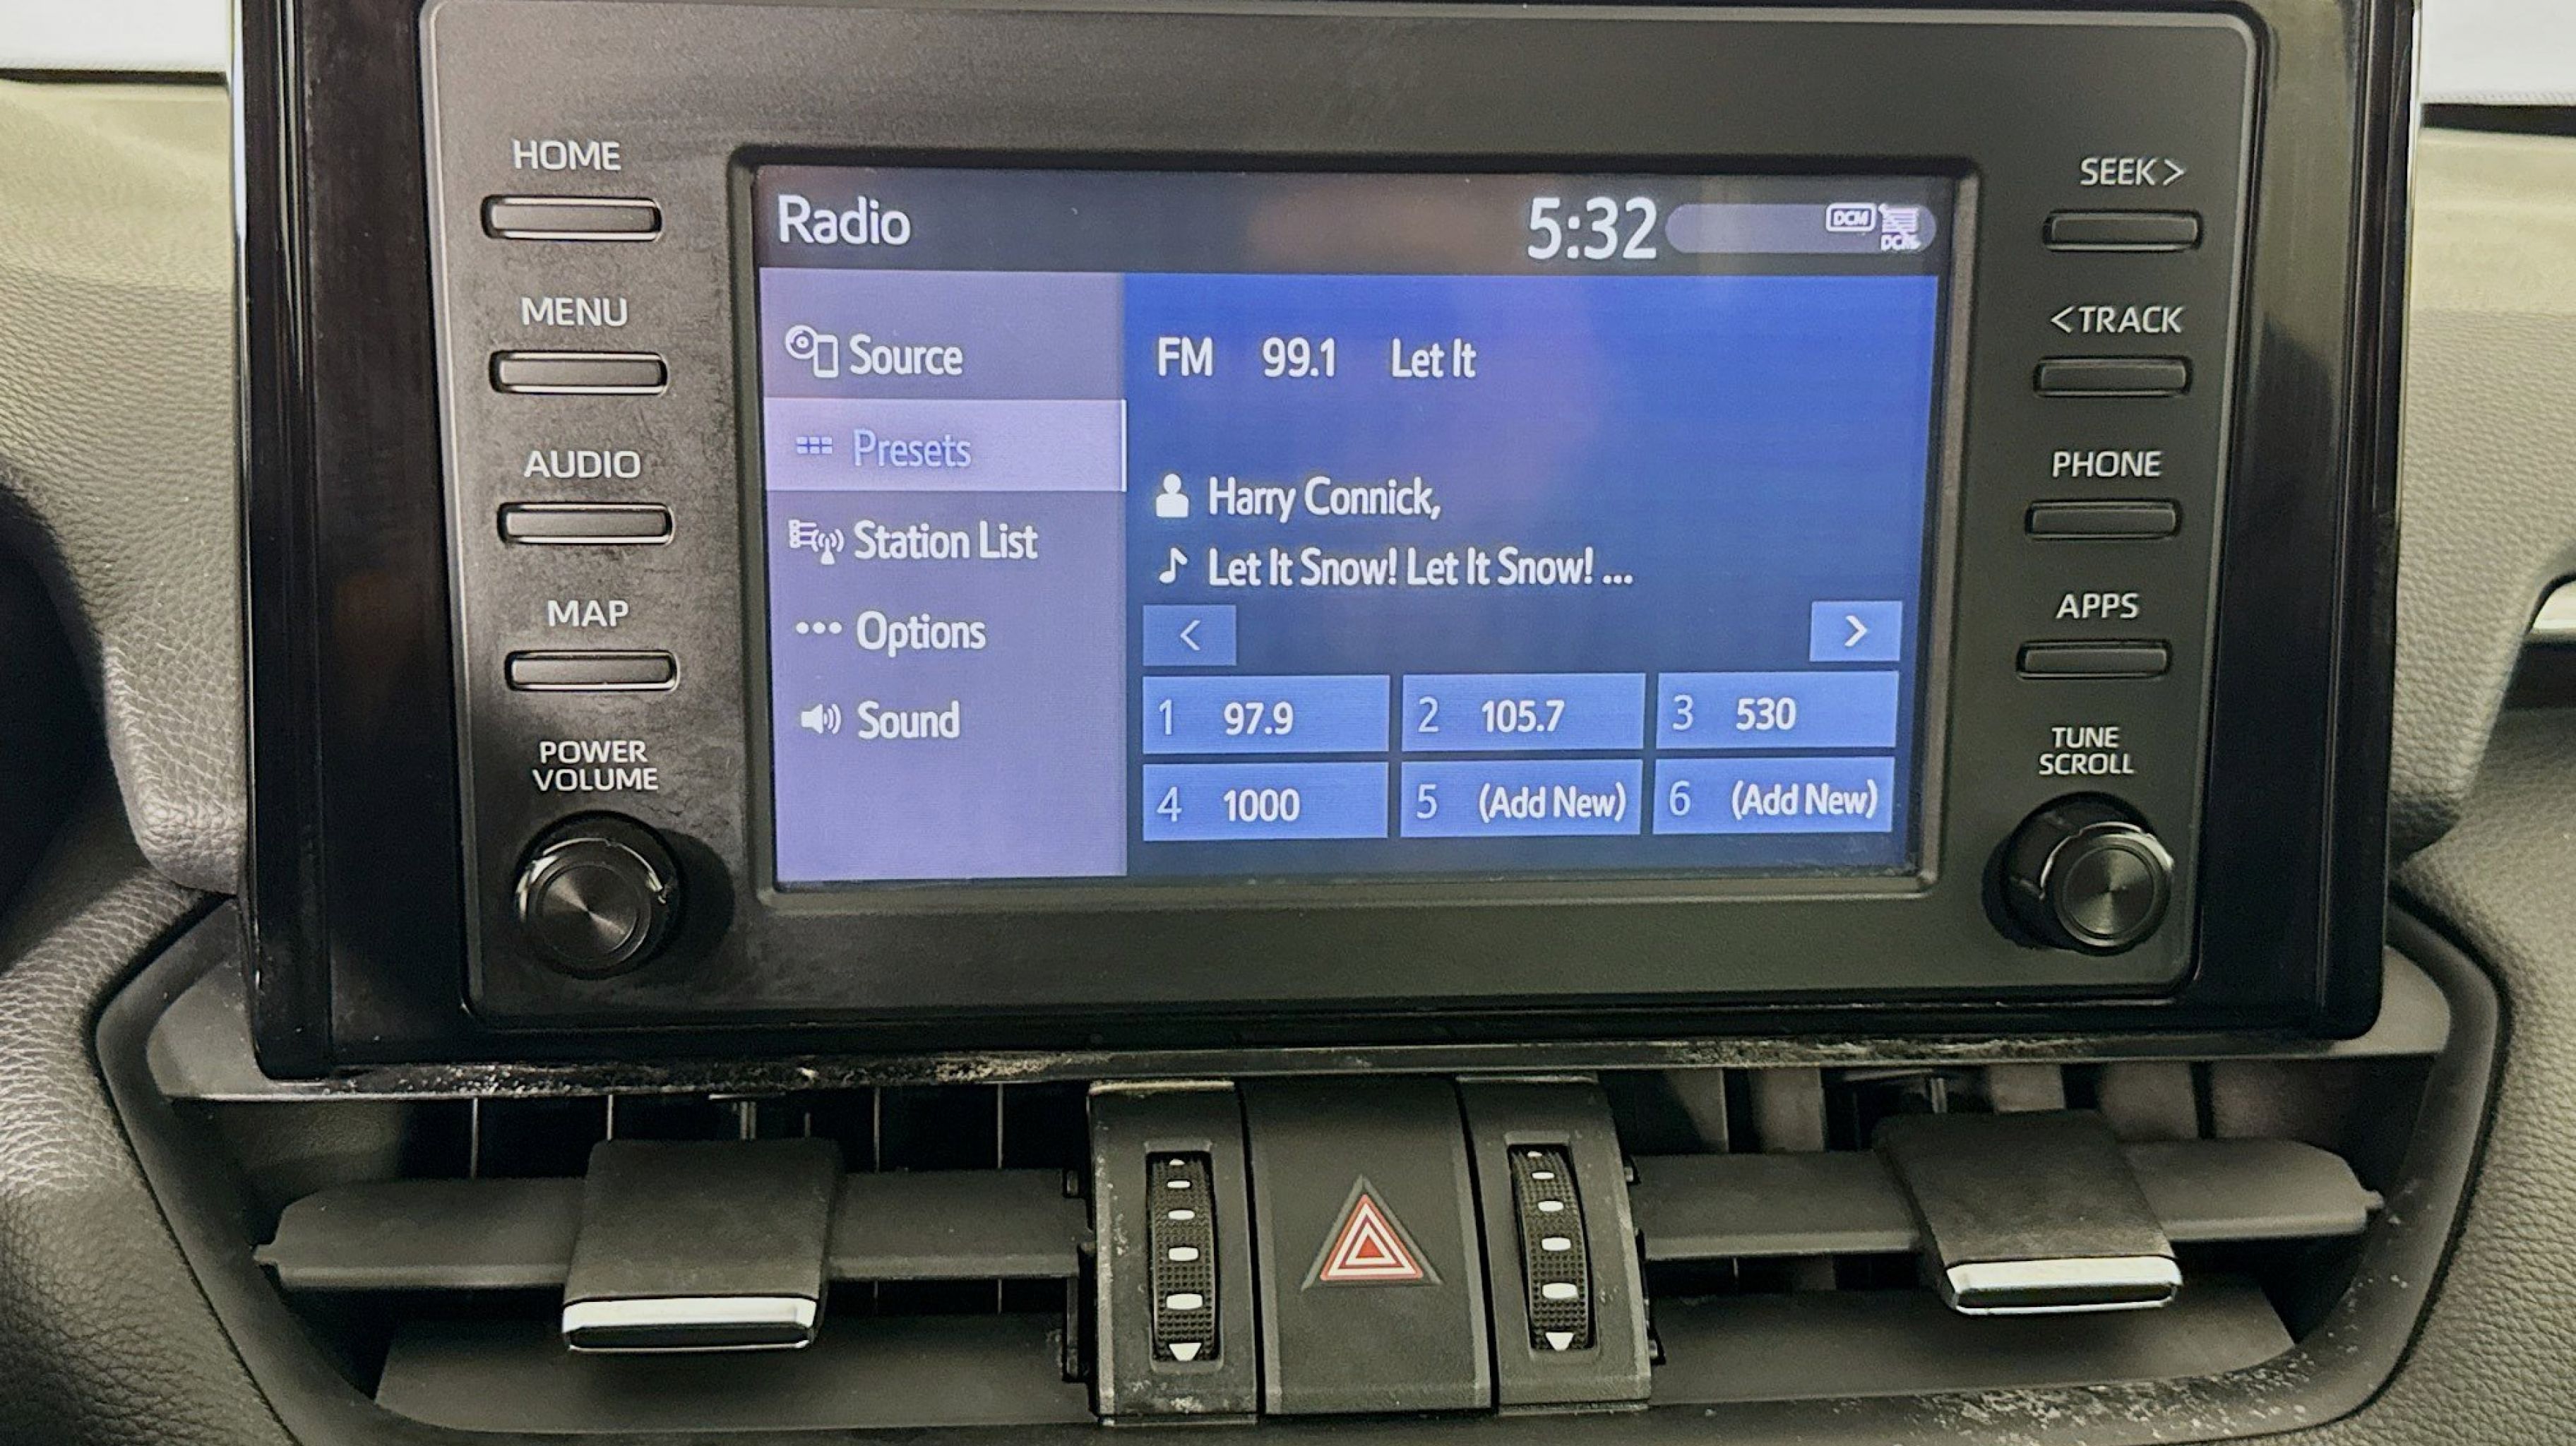 HOME
MENU
AUDIO
MAP
POWER
VOLUME
Radio
5:32
DCM
DCM
Source
Presets
Station List
Options
Sound
FM 99.1 Let It
Harry Connick,
Let It Snow! Let It Snow! ...
<
>
1 97.9
2 105.7
3 530
4 1000
5 (Add New)
6 (Add New)
SEEK >
< TRACK
PHONE
APPS
TUNE
SCROLL